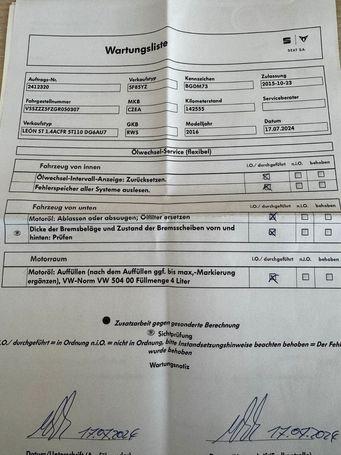 Wartungsliste
SEAT S.A.
Auftrags-Nr. Verkaufstyp Kennzeichen Zulassung
2412320 5F85YZ BGOM73 2015-10-23
Fahrgestellnummer MKB Kilometerstand Serviceberater
VSSZZZ5FZGR050307 CZEA 142555
Verkaufstyp GKB Modelljahr
LEÓN ST 1.4ACFR ST110 DG6AU7 RWS 2016 17.07.2024
Ölwechsel-Service (flexibel)
Fahrzeug von innen i.O./ durchgeführt n.i.O. behoben
Ölwechsel-Intervall-Anzeige: Zurücksetzen.
Fehlerspeicher aller Systeme auslesen.
Fahrzeug von unten i.O./ durchgeführt n.i.O. behoben
Motoröl: Ablassen oder absaugen; Ölfilter ersetzen
Dicke der Bremsbeläge und Zustand der Bremsscheiben vorn und
hinten: Prüfen
Motorraum i.O./ durchgeführt n.i.O. behoben
Motoröl: Auffüllen (nach dem Auffüllen ggf. bis max.-Markierung
ergänzen), VW-Norm VW 504 00 Füllmenge 4 Liter
Zusatzarbeit gegen gesonderte Berechnung
Sichtprüfung
i.O./ durchgeführt = in Ordnung n.i.O. = nicht in Ordnung, bitte Instandsetzungshinweise beachten behoben = Der Fehler
wurde behoben
Wartungsnotiz
17.07.2024 17.07.2024